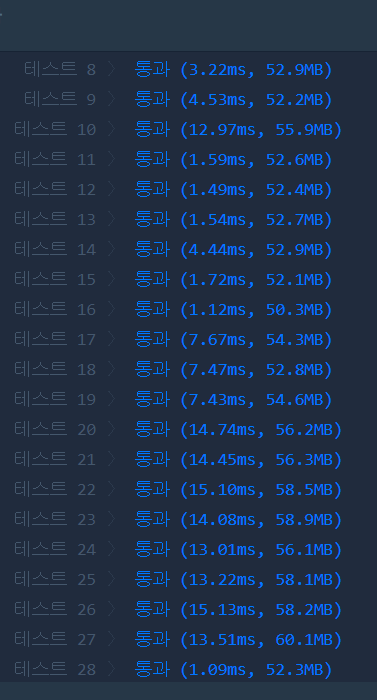 테스트 8 〉 통과 (3.22ms, 52.9MB)
테스트 9 〉 통과 (4.53ms, 52.2MB)
테스트 10 〉 통과 (12.97ms, 55.9MB)
테스트 11 〉 통과 (1.59ms, 52.6MB)
테스트 12 〉 통과 (1.49ms, 52.4MB)
테스트 13 〉 통과 (1.54ms, 52.7MB)
테스트 14 〉 통과 (4.44ms, 52.9MB)
테스트 15 〉 통과 (1.72ms, 52.1MB)
테스트 16 〉 통과 (1.12ms, 50.3MB)
테스트 17 〉 통과 (7.67ms, 54.3MB)
테스트 18 〉 통과 (7.47ms, 52.8MB)
테스트 19 〉 통과 (7.43ms, 54.6MB)
테스트 20 〉 통과 (14.74ms, 56.2MB)
테스트 21 〉 통과 (14.45ms, 56.3MB)
테스트 22 〉 통과 (15.10ms, 58.5MB)
테스트 23 〉 통과 (14.08ms, 58.9MB)
테스트 24 〉 통과 (13.01ms, 56.1MB)
테스트 25 〉 통과 (13.22ms, 58.1MB)
테스트 26 〉 통과 (15.13ms, 58.2MB)
테스트 27 〉 통과 (13.51ms, 60.1MB)
테스트 28 〉 통과 (1.09ms, 52.3MB)